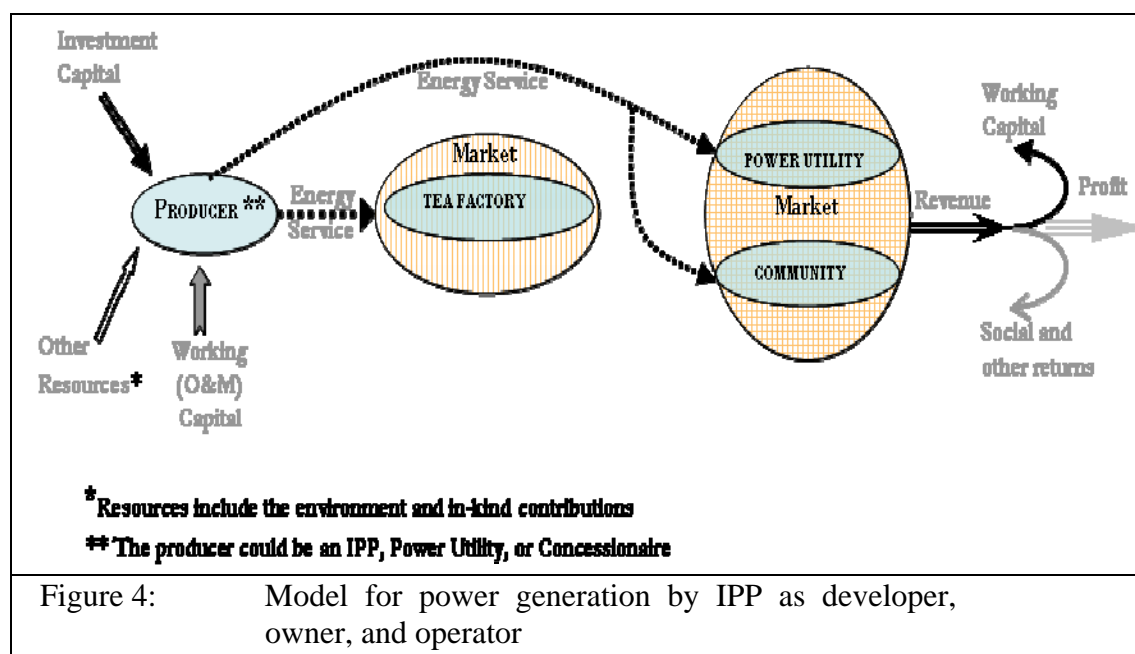 Investment
Capital
Energy Service
Working
Capital
Market
POWER UTILITY
PRODUCER **
Energy
Service
TEA FACTORY
Market
Revenue
Profit
COMMUNITY
Other
Resources*
Working
(O&M)
Capital
Social and
other returns
*Resources include the environment and in-kind contributions
** The producer could be an IPP, Power Utility, or Concessionaire
Figure 4: Model for power generation by IPP as developer,
owner, and operator